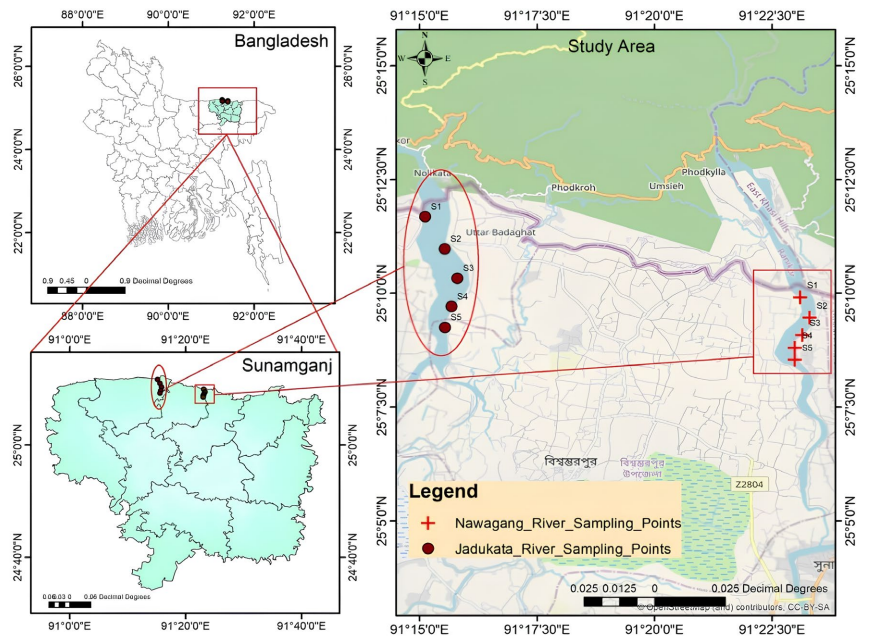 88°0'0"E 90°0'0"E 92°0'0"E
Bangladesh
26°0'0"N
24°0'0"N
22°0'0"N
26°0'0"N
24°0'0"N
22°0'0"N
0.9 0.45 0 0.9 Decimal Degrees
88°0'0"E 90°0'0"E 92°0'0"E
91°0'0"E 91°20'0"E 91°40'0"E
Sunamganj
25°0'0"N
24°40'0"N
25°0'0"N
24°40'0"N
0.06 Decimal Degrees
91°0'0"E 91°20'0"E 91°40'0"E
91°15'0"E 91°17'30"E 91°20'0"E 91°22'30"E
Study Area
N
W E
S
25°15'0"N
25°12'30"N
25°10'0"N
25°7'30"N
25°5'0"N
25°15'0"N
25°12'30"N
25°10'0"N
25°7'30"N
25°5'0"N
Nolikata
Phodkroh
Umsieh
Phodkylla
East Khasi Hills
Uttar Badaghat
S1
S2
S3
S4
S5
S1
S2
S3
S4
S5
বিশ্বম্ভরপুর
বিশ্বম্ভরপুর
উপজেলা
Z2804
সুনা
Legend
Nawagang_River_Sampling_Points
Jadukata_River_Sampling_Points
0.025 0.0125 0 0.025 Decimal Degrees
© OpenStreetMap (and) contributors, CC-BY-SA
91°15'0"E 91°17'30"E 91°20'0"E 91°22'30"E